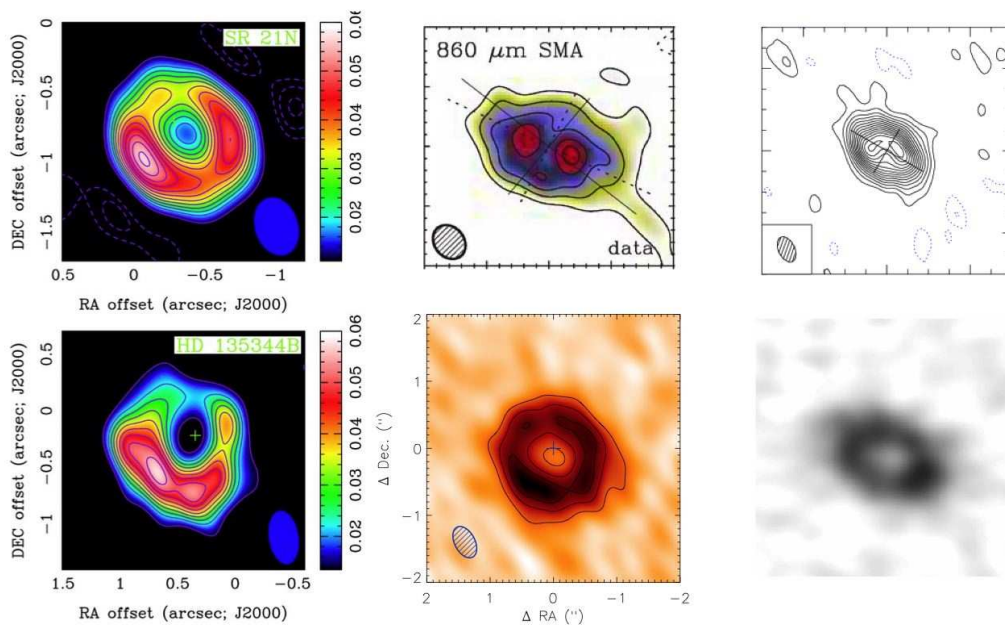 SR 21N
0
-0.5
-1
-1.5
DEC offset (arcsec; J2000)
0.5 0 -0.5 -1
RA offset (arcsec; J2000)
0.02 0.03 0.04 0.05 0.06
860 μm SMA
data
HD 135344B
0.5
0
-0.5
-1
DEC offset (arcsec; J2000)
1.5 1 0.5 0 -0.5
RA offset (arcsec; J2000)
0.02 0.03 0.04 0.05 0.06
2
1
0
-1
-2
Δ Dec. (")
2 1 0 -1 -2
Δ RA (")